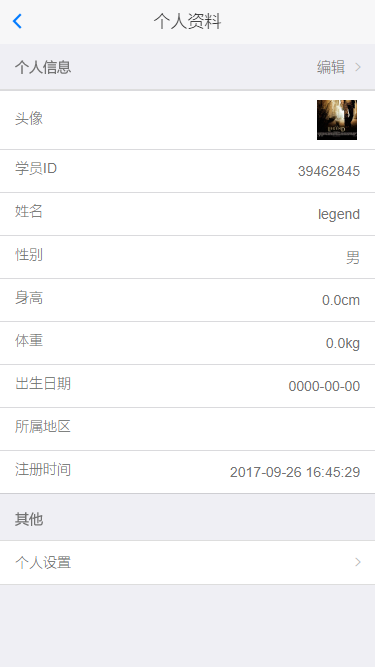 个人资料
个人信息 编辑
头像
学员ID 39462845
姓名 legend
性别 男
身高 0.0cm
体重 0.0kg
出生日期 0000-00-00
所属地区
注册时间 2017-09-26 16:45:29
其他
个人设置